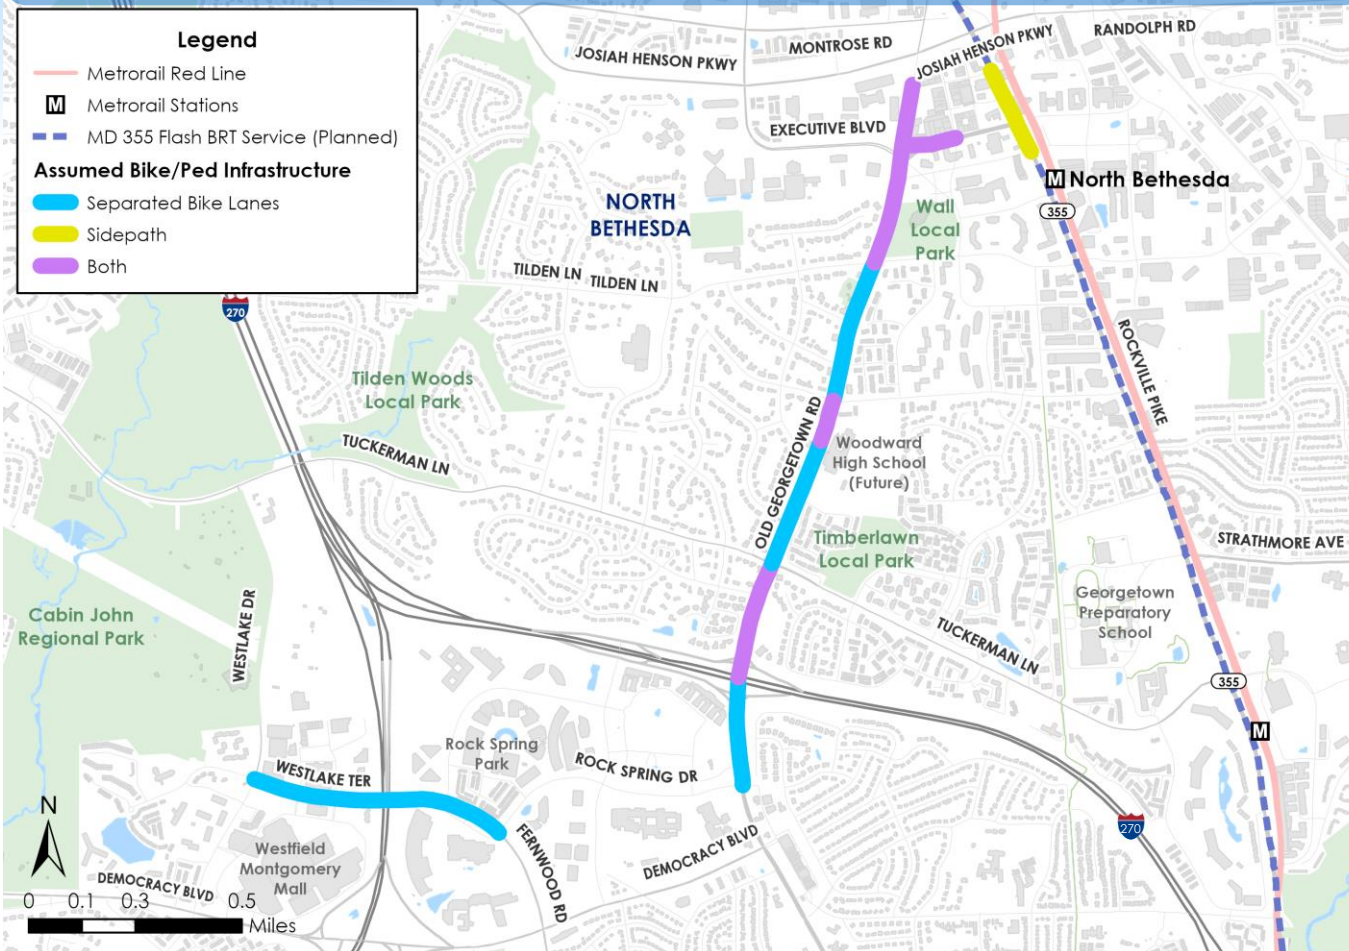 Legend
Metrorail Red Line
M Metrorail Stations
MD 355 Flash BRT Service (Planned)
Assumed Bike/Ped Infrastructure
Separated Bike Lanes
Sidepath
Both
JOSIAH HENSON PKWY
MONTROSE RD
JOSIAH HENSON PKWY
RANDOLPH RD
EXECUTIVE BLVD
M North Bethesda
355
NORTH
BETHESDA
Wall
Local
Park
TILDEN LN
TILDEN LN
270
ROCKVILLE PIKE
Tilden Woods
Local Park
TUCKERMAN LN
OLD GEORGETOWN RD
Woodward
High School
(Future)
Timberlawn
Local Park
STRATHMORE AVE
Georgetown
Preparatory
School
Cabin John
Regional Park
WESTLAKE DR
TUCKERMAN LN
355
M
Rock Spring
Park
ROCK SPRING DR
WESTLAKE TER
N
270
FERNWOOD RD
DEMOCRACY BLVD
Westfield
Montgomery
Mall
DEMOCRACY BLVD
0 0.1 0.3 0.5
Miles